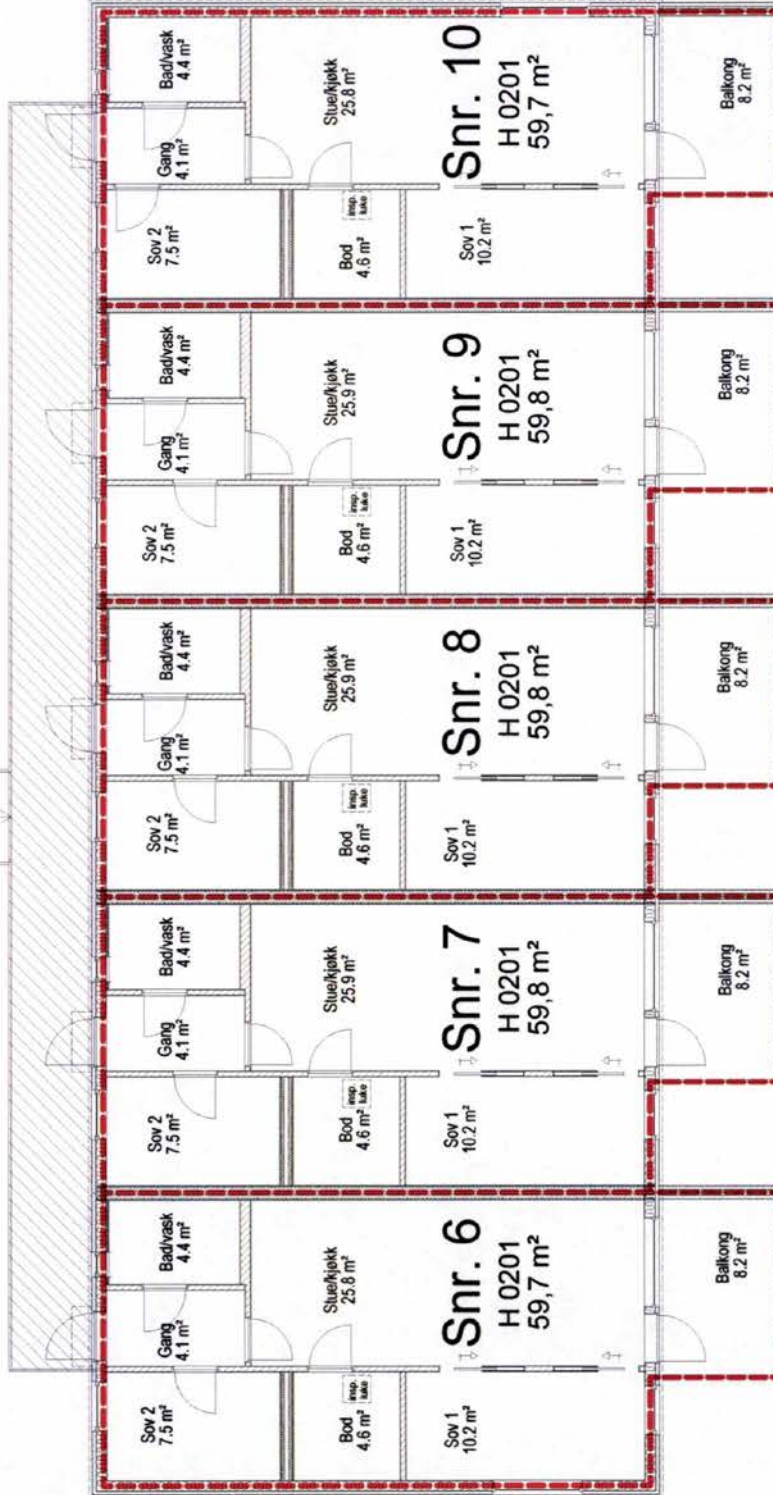 Sov 2
7.5 m²
Gang
4.1 m²
Bad/vask
4.4 m²
Bod
4.6 m²
insp.
luke
Stue/kjøkk
25.8 m²
Sov 1
10.2 m²
Snr. 6
H 0201
59,7 m²
Balkong
8.2 m²
Sov 2
7.5 m²
Gang
4.1 m²
Bad/vask
4.4 m²
Bod
4.6 m²
insp.
luke
Stue/kjøkk
25.9 m²
Sov 1
10.2 m²
Snr. 7
H 0201
59,8 m²
Balkong
8.2 m²
Sov 2
7.5 m²
Gang
4.1 m²
Bad/vask
4.4 m²
Bod
4.6 m²
insp.
luke
Stue/kjøkk
25.9 m²
Sov 1
10.2 m²
Snr. 8
H 0201
59,8 m²
Balkong
8.2 m²
Sov 2
7.5 m²
Gang
4.1 m²
Bad/vask
4.4 m²
Bod
4.6 m²
insp.
luke
Stue/kjøkk
25.9 m²
Sov 1
10.2 m²
Snr. 9
H 0201
59,8 m²
Balkong
8.2 m²
Sov 2
7.5 m²
Gang
4.1 m²
Bad/vask
4.4 m²
Bod
4.6 m²
insp.
luke
Stue/kjøkk
25.8 m²
Sov 1
10.2 m²
Snr. 10
H 0201
59,7 m²
Balkong
8.2 m²